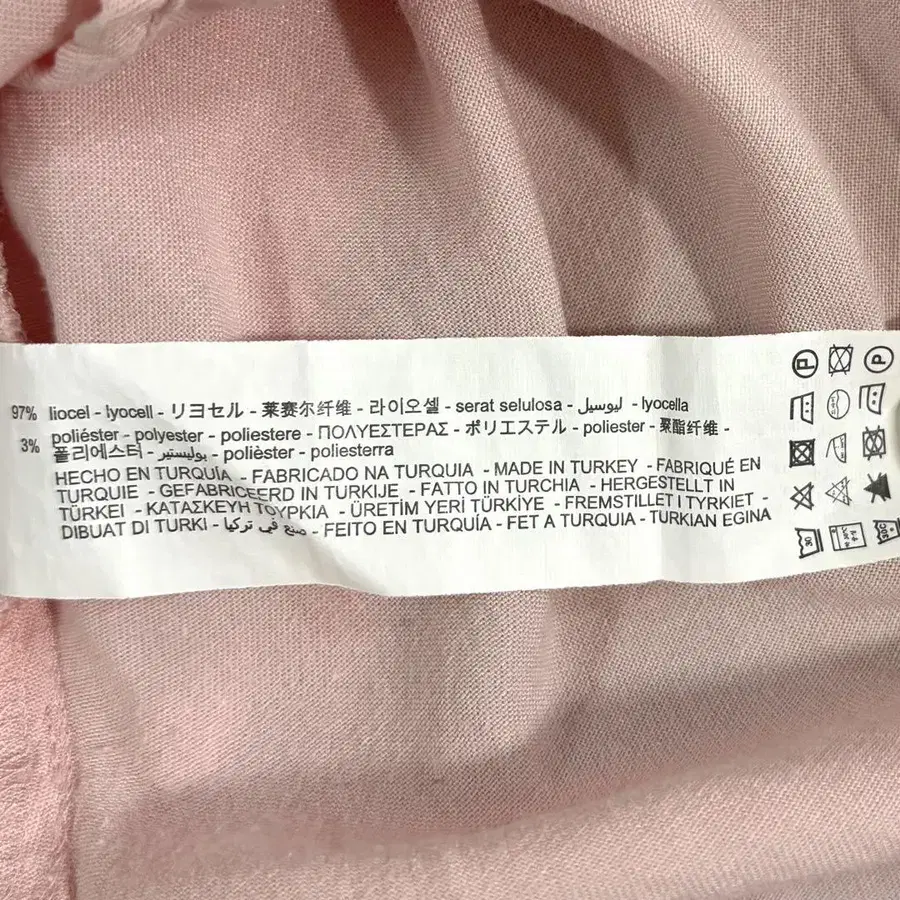 97% liocel - lyocell - リヨセル - 莱赛尔纤维 - 라이오셀 - serat selulosa - ليوسيل - lyocella
3% poliéster - polyester - poliestere - ΠΟΛΥΕΣΤΕΡΑΣ - ポリエステル - poliester - 聚酯纤维 -
폴리에스터 - بوليستير - polièster - poliesterra
HECHO EN TURQUÍA - FABRICADO NA TURQUIA - MADE IN TURKEY - FABRIQUÉ EN
TURQUIE - GEFABRICEERD IN TURKIJE - FATTO IN TURCHIA - HERGESTELLT IN
TÜRKEI - ΚΑΤΑΣΚΕΥΗ ΤΟΥΡΚΙΑ - ÜRETİM YERİ TÜRKİYE - FREMSTILLET I TYRKIET -
DIBUAT DI TURKI - صنع في تركيا - FEITO EN TURQUÍA - FET A TURQUIA - TURKIAN EGINA
P
P
30